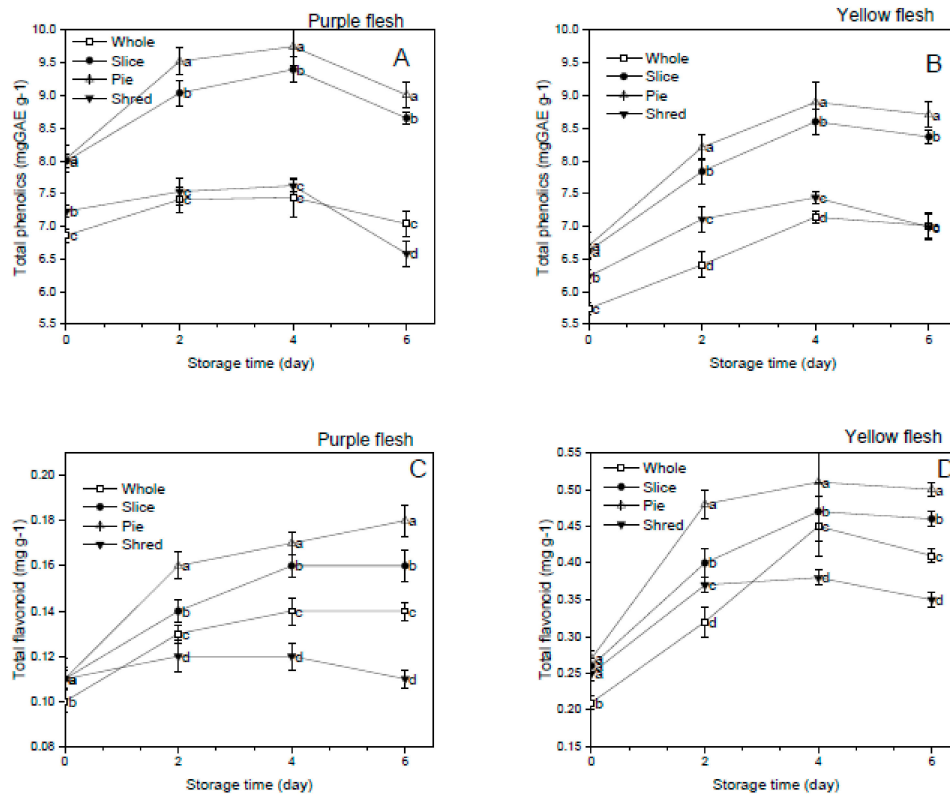 Purple flesh
A
Whole
Slice
Pie
Shred
Total phenolics (mgGAE g-1)
10.0
9.5
9.0
8.5
8.0
7.5
7.0
6.5
6.0
5.5
a
a
b
c
a
b
c
c
a
b
c
c
a
b
c
d
0
2
4
6
Storage time (day)
Yellow flesh
B
Whole
Slice
Pie
Shred
Total phenolics (mgGAE g-1)
10.0
9.5
9.0
8.5
8.0
7.5
7.0
6.5
6.0
5.5
a
a
b
c
a
b
c
d
a
b
c
d
a
b
c
0
2
4
6
Storage time (day)
Purple flesh
C
Whole
Slice
Pie
Shred
Total flavonoid (mg g-1)
0.20
0.18
0.16
0.14
0.12
0.10
0.08
a
b
a
b
c
d
a
b
c
d
a
b
c
d
0
2
4
6
Storage time (day)
Yellow flesh
D
Whole
Slice
Pie
Shred
Total flavonoid (mg g-1)
0.55
0.50
0.45
0.40
0.35
0.30
0.25
0.20
0.15
a
a
a
b
a
b
c
d
a
b
c
d
a
b
c
d
0
2
4
6
Storage time (day)